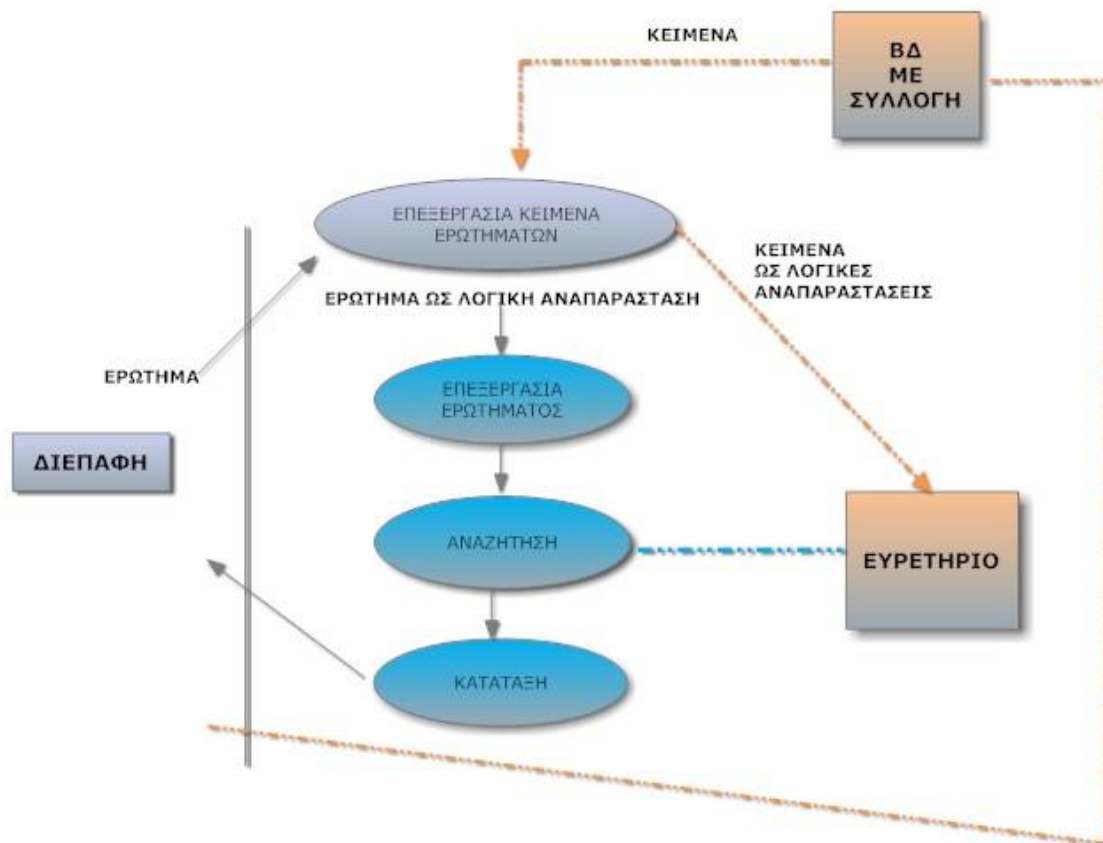 ΚΕΙΜΕΝΑ
ΒΔ
ΜΕ
ΣΥΛΛΟΓΗ
ΕΠΕΞΕΡΓΑΣΙΑ ΚΕΙΜΕΝΑ
ΕΡΩΤΗΜΑΤΩΝ
ΚΕΙΜΕΝΑ
ΩΣ ΛΟΓΙΚΕΣ
ΑΝΑΠΑΡΑΣΤΑΣΕΙΣ
ΕΡΩΤΗΜΑ ΩΣ ΛΟΓΙΚΗ ΑΝΑΠΑΡΑΣΤΑΣΗ
ΕΡΩΤΗΜΑ
ΕΠΕΞΕΡΓΑΣΙΑ
ΕΡΩΤΗΜΑΤΟΣ
ΔΙΕΠΑΦΗ
ΑΝΑΖΗΤΗΣΗ
ΕΥΡΕΤΗΡΙΟ
ΚΑΤΑΤΑΞΗ